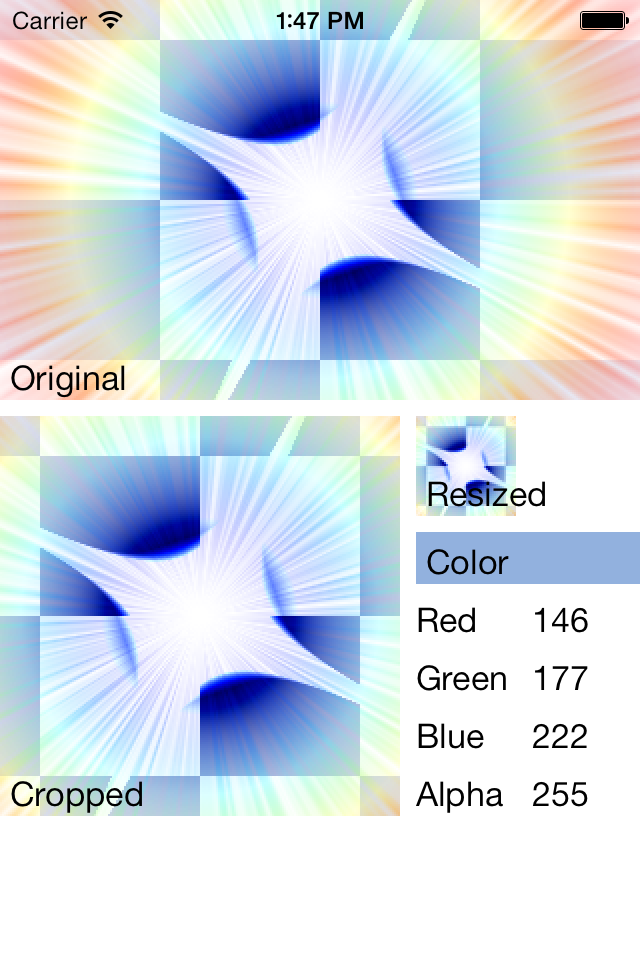 Carrier 1:47 PM
Original
Resized
Color
Red 146
Green 177
Blue 222
Alpha 255
Cropped